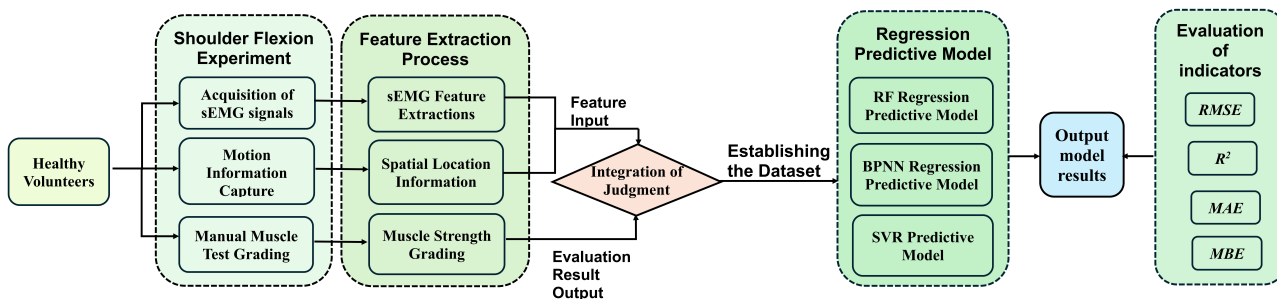 Healthy
Volunteers
Shoulder Flexion
Experiment
Acquisition of
sEMG signals
Motion
Information
Capture
Manual Muscle
Test Grading
Feature Extraction
Process
sEMG Feature
Extractions
Spatial Location
Information
Muscle Strength
Grading
Feature
Input
Integration of
Judgment
Evaluation
Result
Output
Establishing
the Dataset
Regression
Predictive Model
RF Regression
Predictive Model
BPNN Regression
Predictive Model
SVR Predictive
Model
Output
model
results
Evaluation
of
indicators
RMSE
R²
MAE
MBE